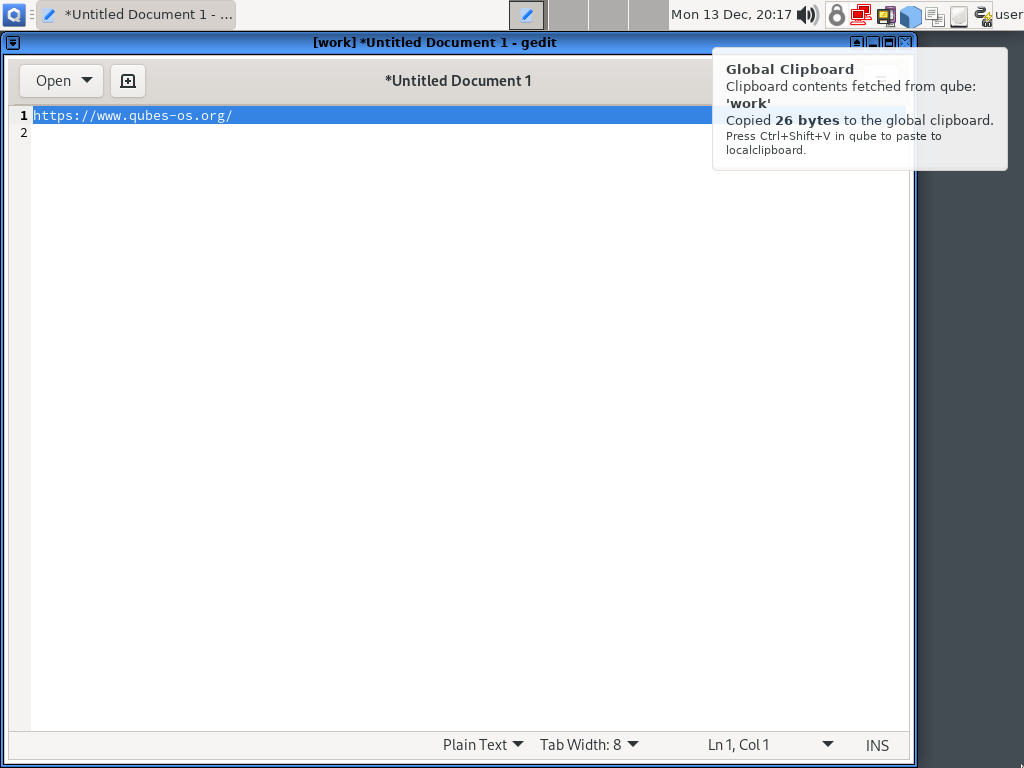 *Untitled Document 1 - ...
Mon 13 Dec, 20:17
user
[work] *Untitled Document 1 - gedit
Open
*Untitled Document 1
Global Clipboard
Clipboard contents fetched from qube:
'work'
Copied 26 bytes to the global clipboard.
Press Ctrl+Shift+V in qube to paste to
localclipboard.
1 https://www.qubes-os.org/
2
Plain Text
Tab Width: 8
Ln 1, Col 1
INS